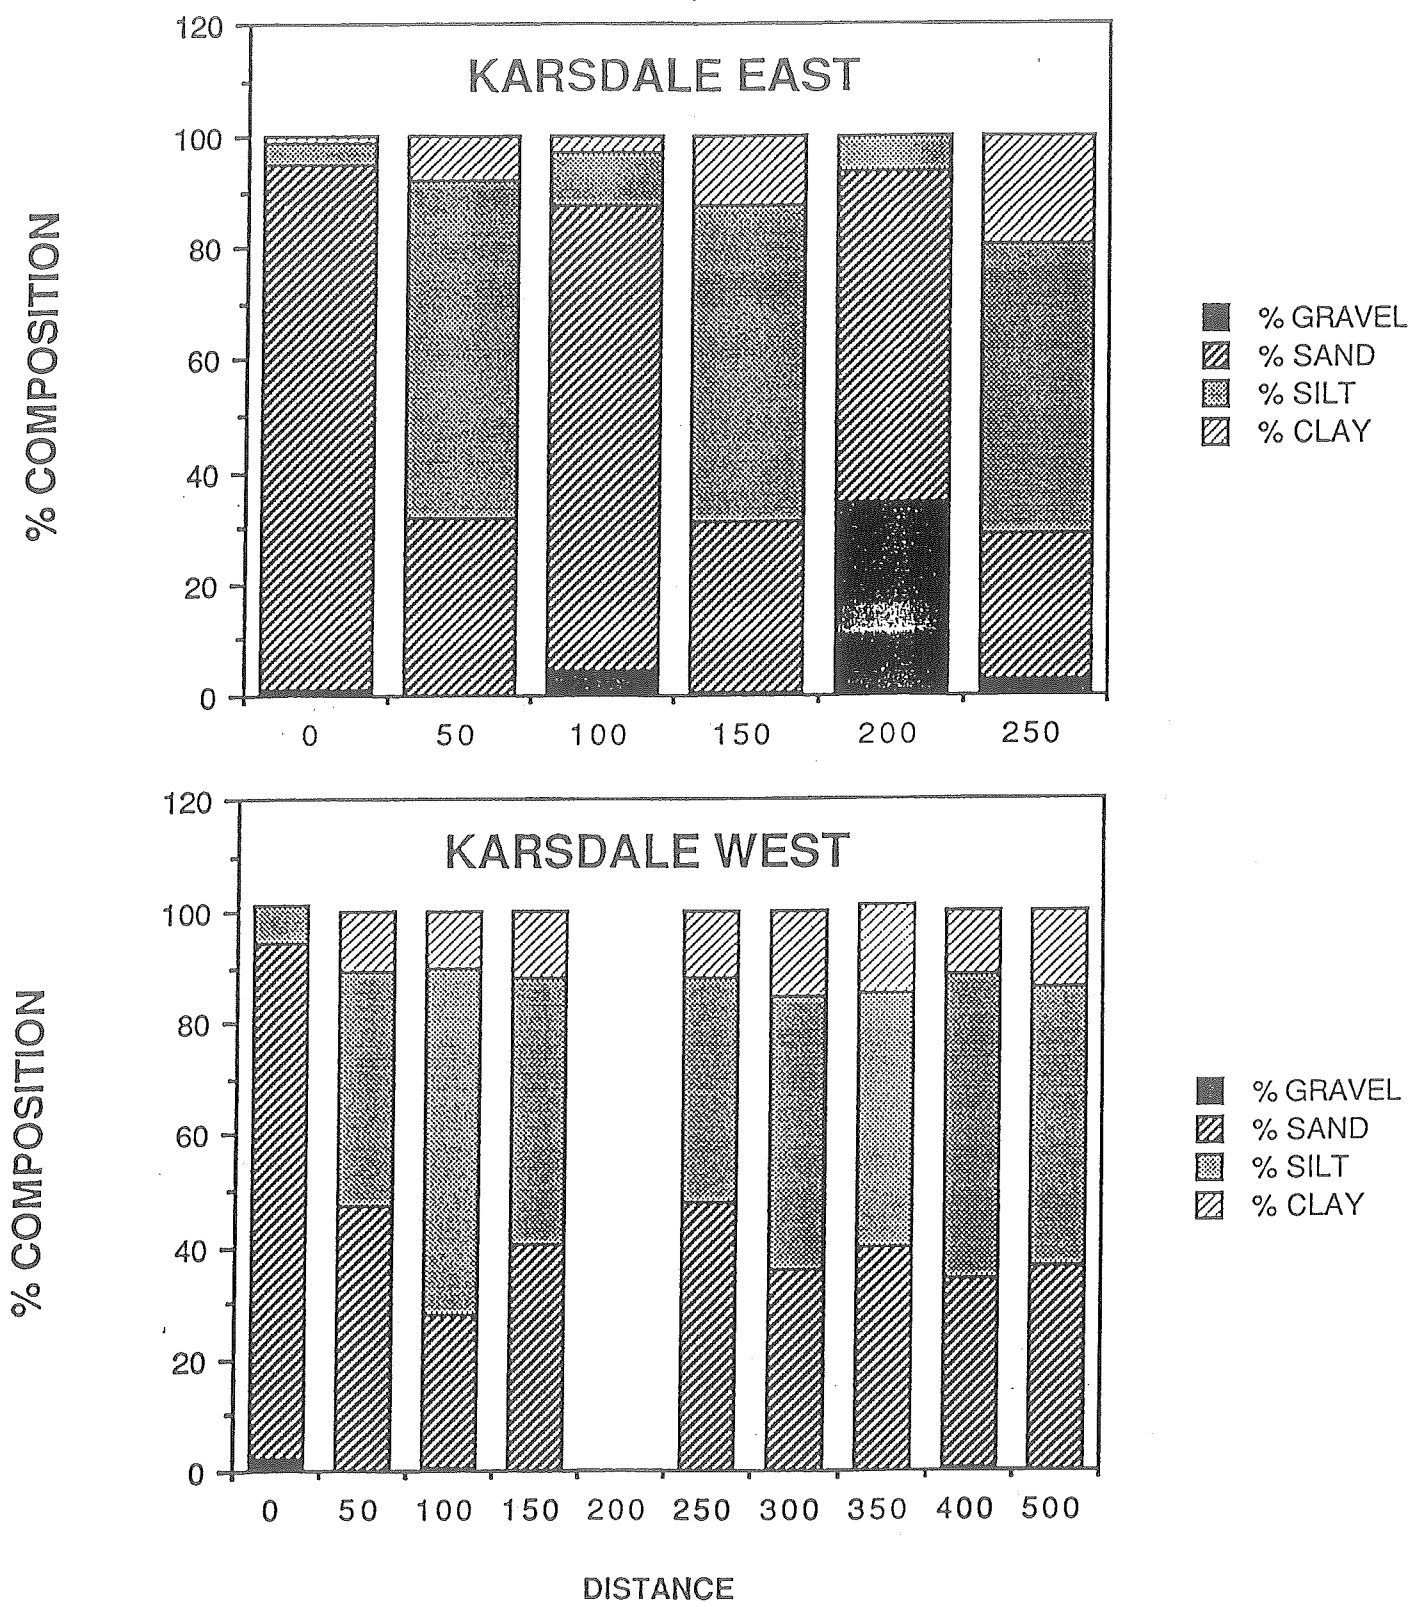 KARSDALE EAST
% COMPOSITION
120
100
80
60
40
20
0
0 50 100 150 200 250
% GRAVEL
% SAND
% SILT
% CLAY
KARSDALE WEST
% COMPOSITION
120
100
80
60
40
20
0
0 50 100 150 200 250 300 350 400 500
% GRAVEL
% SAND
% SILT
% CLAY
DISTANCE